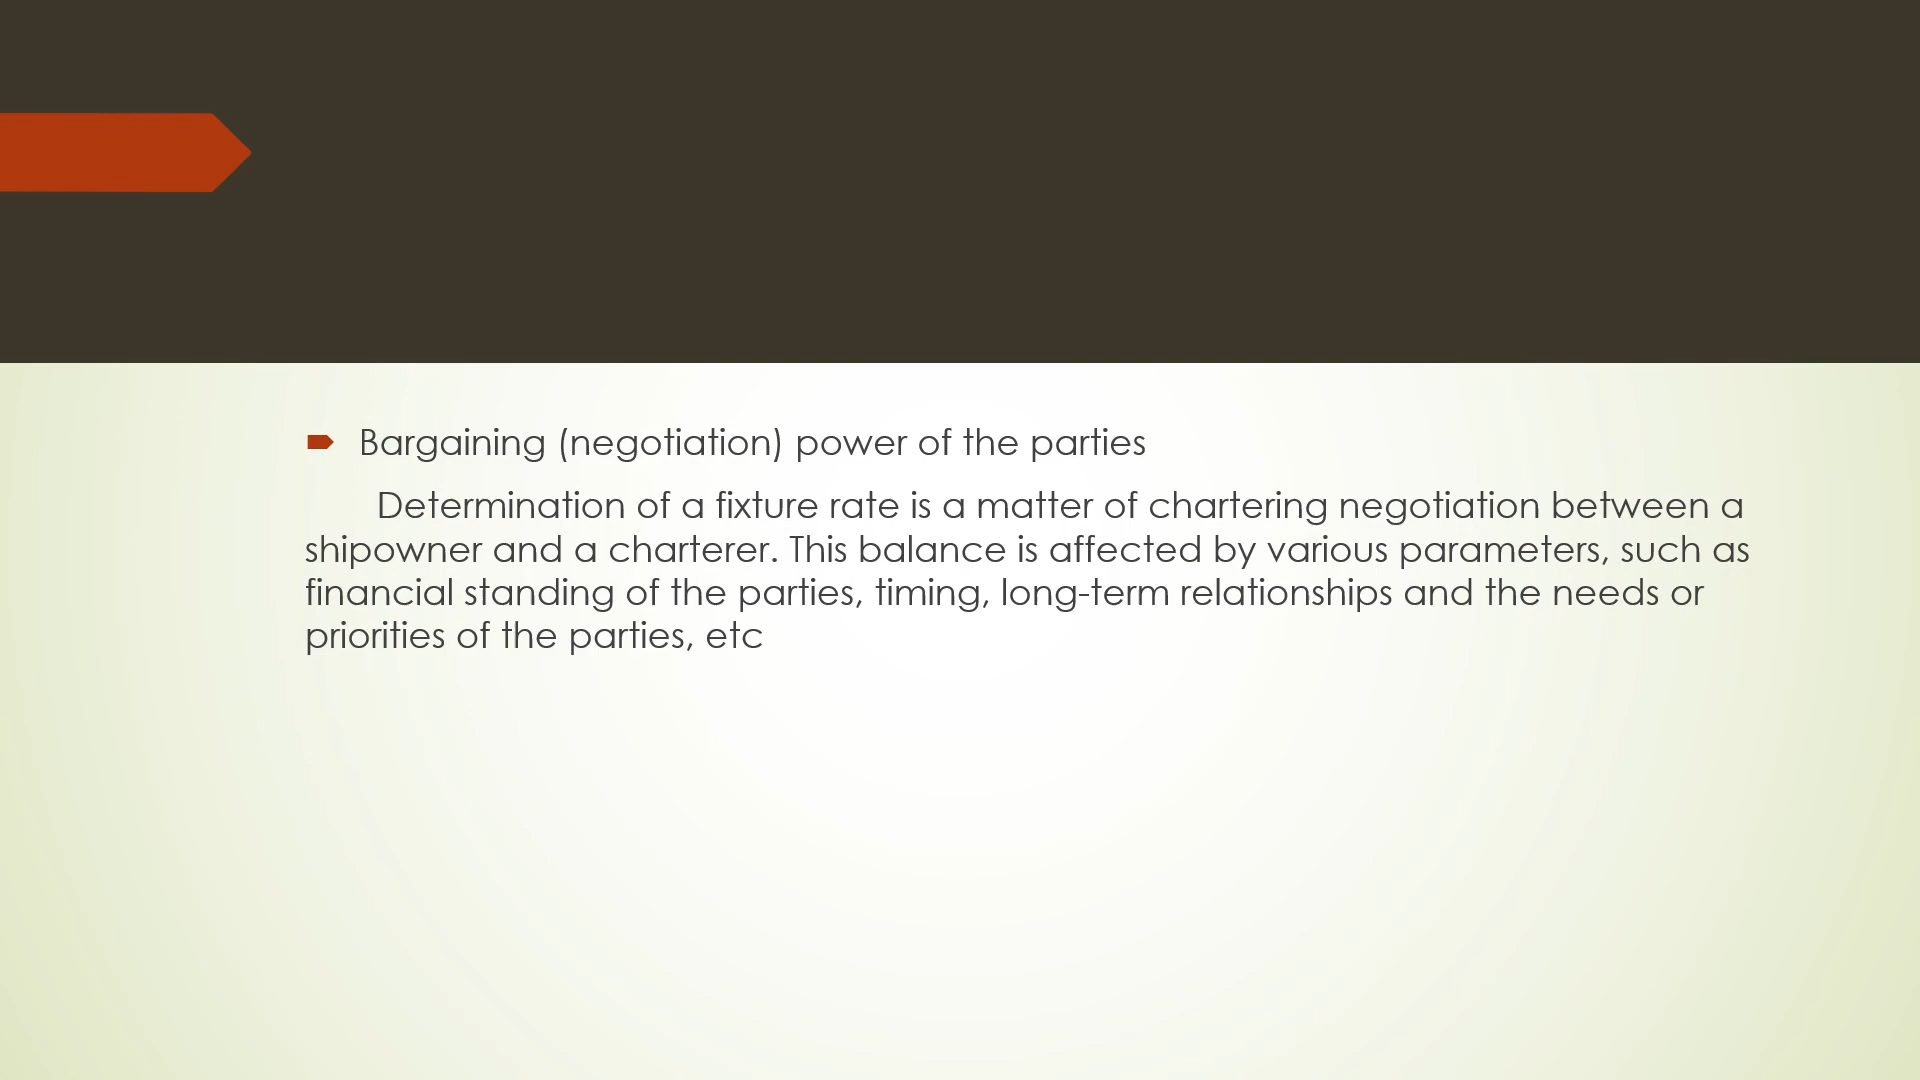 Bargaining (negotiation) power of the parties
Determination of a fixture rate is a matter of chartering negotiation between a
shipowner and a charterer. This balance is affected by various parameters, such as
financial standing of the parties, timing, long-term relationships and the needs or
priorities of the parties, etc